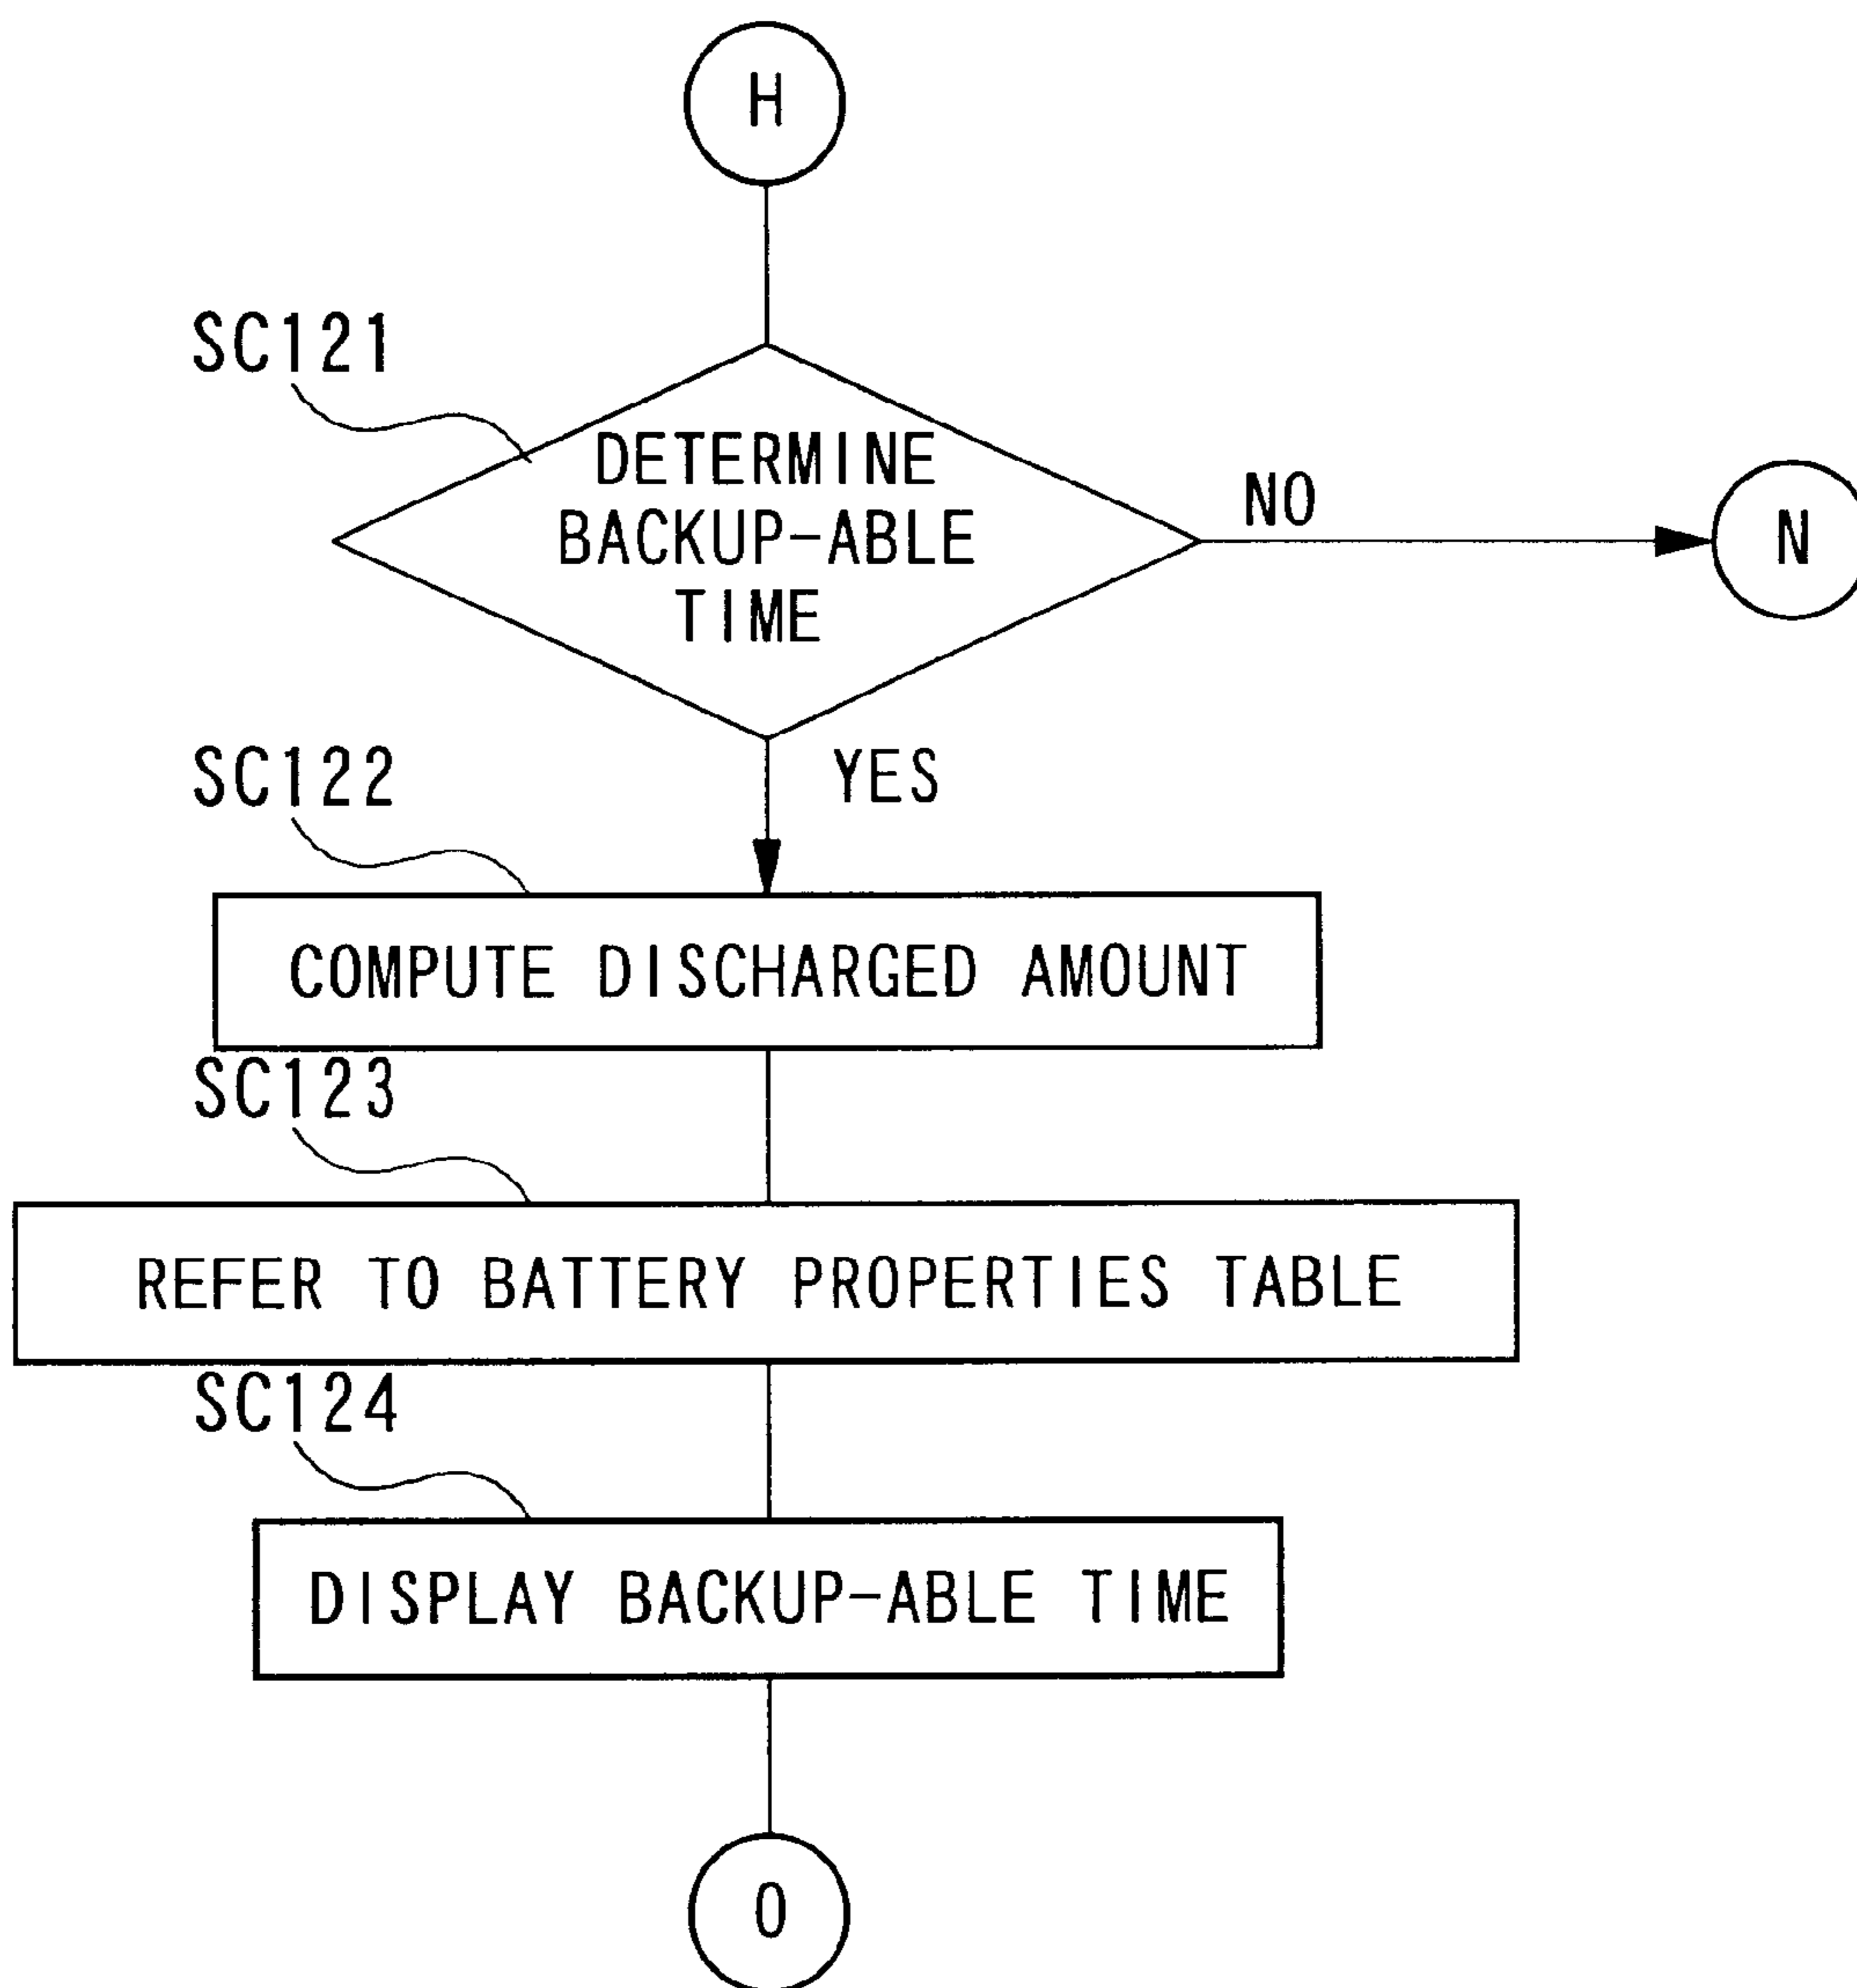 H
SC121
DETERMINE
BACKUP-ABLE
TIME
NO
N
YES
SC122
COMPUTE DISCHARGED AMOUNT
SC123
REFER TO BATTERY PROPERTIES TABLE
SC124
DISPLAY BACKUP-ABLE TIME
O